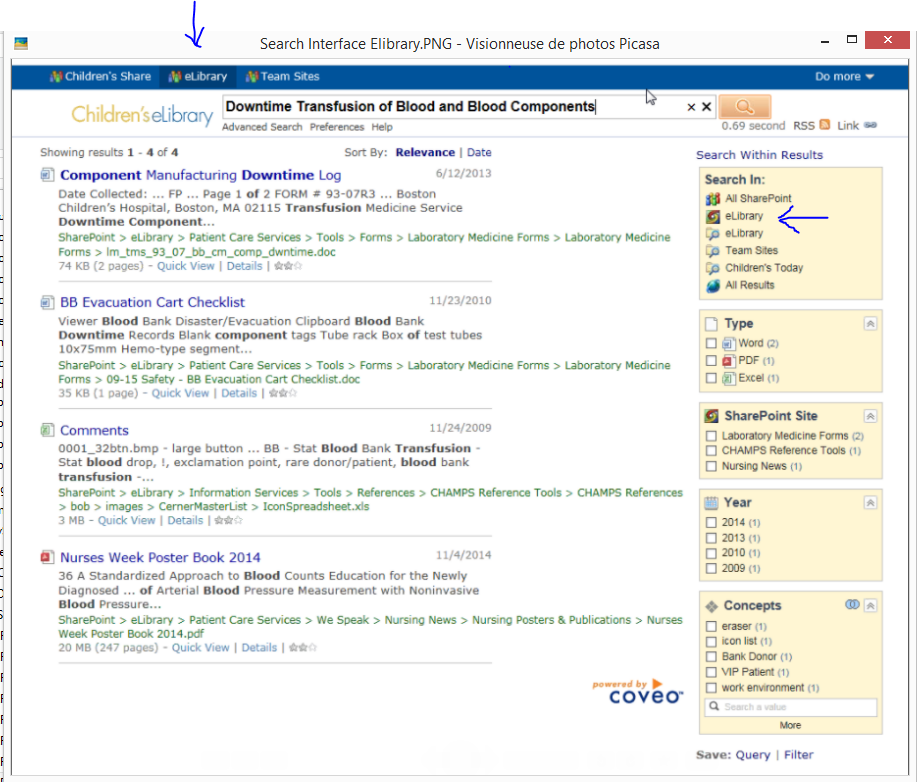 Search Interface Elibrary.PNG - Visionneuse de photos Picasa
Children's Share eLibrary Team Sites Do more
Children'seLibrary
Downtime Transfusion of Blood and Blood Components
Advanced Search Preferences Help
0.69 second RSS Link
Showing results 1 - 4 of 4 Sort By: Relevance | Date
Component Manufacturing Downtime Log 6/12/2013
Date Collected: ... FP ... Page 1 of 2 FORM # 93-07R3 ... Boston
Children's Hospital, Boston, MA 02115 Transfusion Medicine Service
Downtime Component...
SharePoint > eLibrary > Patient Care Services > Tools > Forms > Laboratory Medicine Forms > Laboratory Medicine
Forms > lm_tms_93_07_bb_cm_comp_dwntime.doc
74 KB (2 pages) - Quick View | Details |
BB Evacuation Cart Checklist 11/23/2010
Viewer Blood Bank Disaster/Evacuation Clipboard Blood Bank
Downtime Records Blank component tags Tube rack Box of test tubes
10x75mm Hemo-type segment...
SharePoint > eLibrary > Patient Care Services > Tools > Forms > Laboratory Medicine Forms > Laboratory Medicine
Forms > 09-15 Safety - BB Evacuation Cart Checklist.doc
35 KB (1 page) - Quick View | Details |
Comments 11/24/2009
0001_32btn.bmp - large button ... BB - Stat Blood Bank Transfusion -
Stat blood drop, !, exclamation point, rare donor/patient, blood bank
transfusion -...
SharePoint > eLibrary > Information Services > Tools > References > CHAMPS Reference Tools > CHAMPS References
> bob > images > CernerMasterList > IconSpreadsheet.xls
3 MB - Quick View | Details |
Nurses Week Poster Book 2014 11/4/2014
36 A Standardized Approach to Blood Counts Education for the Newly
Diagnosed ... of Arterial Blood Pressure Measurement with Noninvasive
Blood Pressure...
SharePoint > eLibrary > Patient Care Services > We Speak > Nursing News > Nursing Posters & Publications > Nurses
Week Poster Book 2014.pdf
20 MB (247 pages) - Quick View | Details |
powered by
coveo™
Search Within Results
Search In:
All SharePoint
eLibrary
eLibrary
Team Sites
Children's Today
All Results
Type
Word (2)
PDF (1)
Excel (1)
SharePoint Site
Laboratory Medicine Forms (2)
CHAMPS Reference Tools (1)
Nursing News (1)
Year
2014 (1)
2013 (1)
2010 (1)
2009 (1)
Concepts
eraser (1)
icon list (1)
Bank Donor (1)
VIP Patient (1)
work environment (1)
Search a value
More
Save: Query | Filter